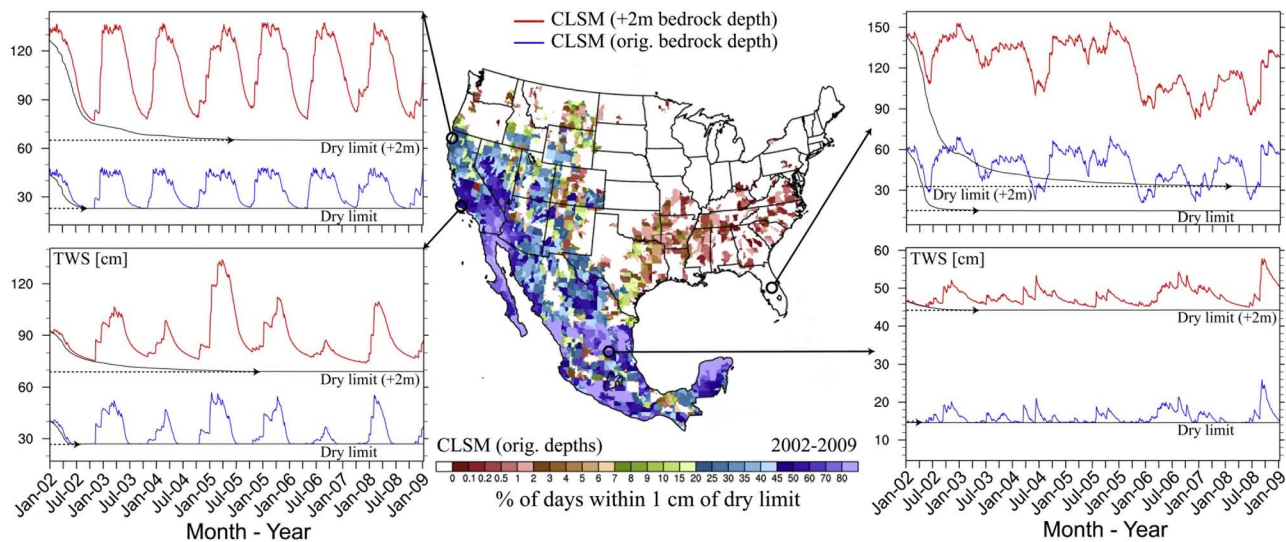 CLSM (+2m bedrock depth)
CLSM (orig. bedrock depth)
120
90
60
30
Dry limit (+2m)
Dry limit
TWS [cm]
120
90
60
30
Dry limit (+2m)
Dry limit
Jan-02
Jul-02
Jan-03
Jul-03
Jan-04
Jul-04
Jan-05
Jul-05
Jan-06
Jul-06
Jan-07
Jul-07
Jan-08
Jul-08
Jan-09
Month - Year
CLSM (orig. depths) 2002-2009
0 0.1 0.2 0.5 1 2 3 4 5 6 7 8 9 10 15 20 25 30 35 40 45 50 60 70 80
% of days within 1 cm of dry limit
150
120
90
60
30
Dry limit (+2m)
Dry limit
TWS [cm]
60
50
40
30
20
10
Dry limit (+2m)
Dry limit
Jan-02
Jul-02
Jan-03
Jul-03
Jan-04
Jul-04
Jan-05
Jul-05
Jan-06
Jul-06
Jan-07
Jul-07
Jan-08
Jul-08
Jan-09
Month - Year